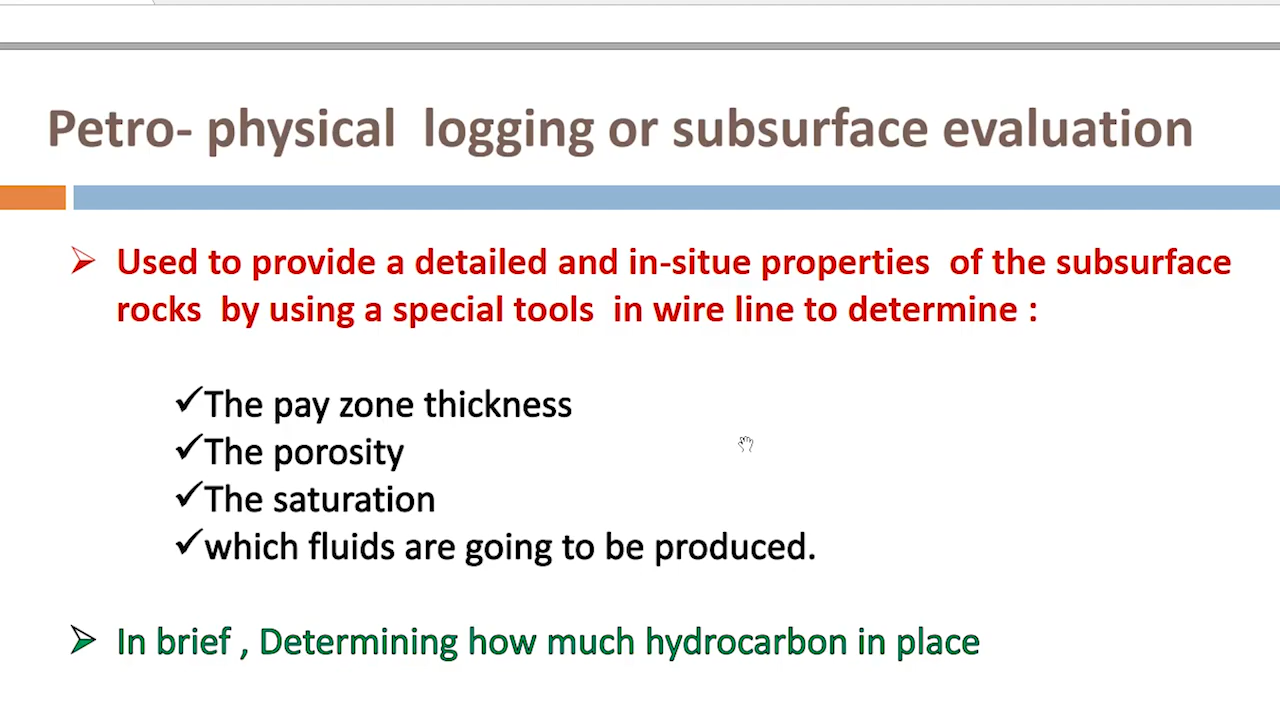 Petro- physical logging or subsurface evaluation
Used to provide a detailed and in-situe properties of the subsurface
rocks by using a special tools in wire line to determine :
The pay zone thickness
The porosity
The saturation
which fluids are going to be produced.
In brief , Determining how much hydrocarbon in place